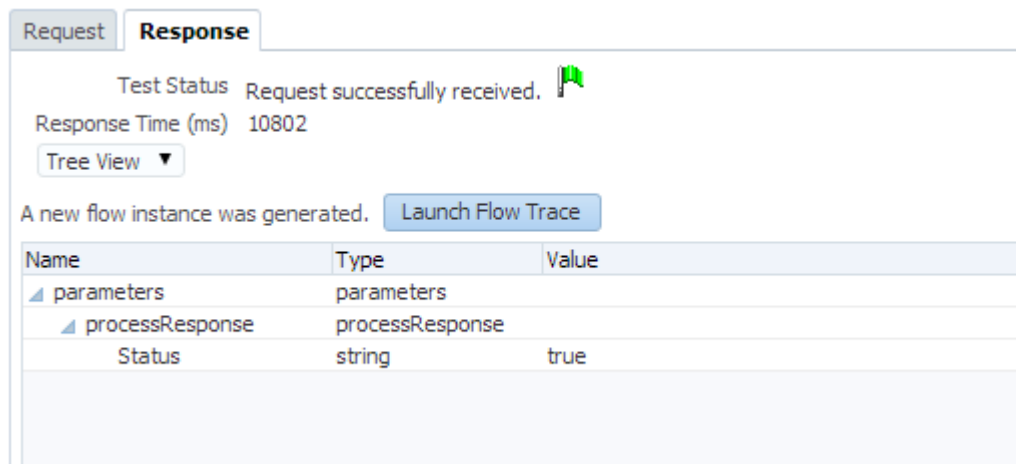 Request Response
Test Status Request successfully received.
Response Time (ms) 10802
Tree View
A new flow instance was generated. Launch Flow Trace
Name Type Value
parameters parameters
processResponse processResponse
Status string true